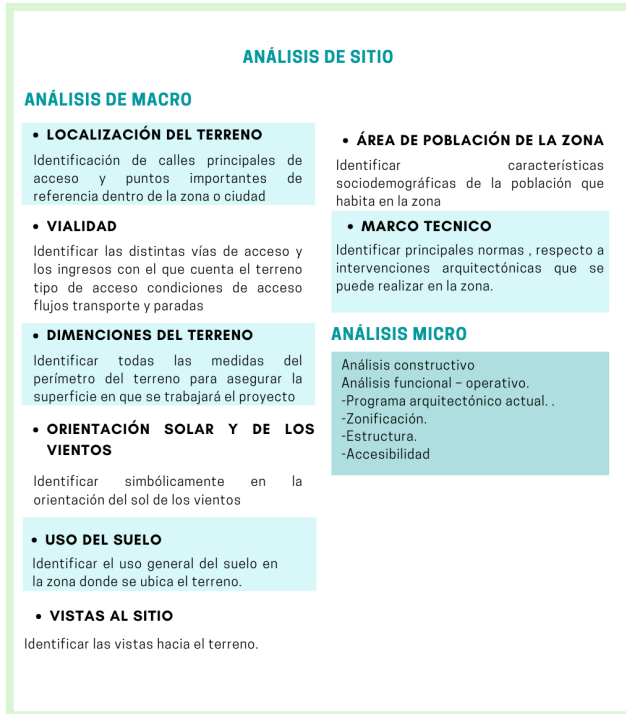 ANÁLISIS DE SITIO
ANÁLISIS DE MACRO
• LOCALIZACIÓN DEL TERRENO
Identificación de calles principales de
acceso y puntos importantes de
referencia dentro de la zona o ciudad
• VIALIDAD
Identificar las distintas vías de acceso y
los ingresos con el que cuenta el terreno
tipo de acceso condiciones de acceso
flujos transporte y paradas
• DIMENCIONES DEL TERRENO
Identificar todas las medidas del
perímetro del terreno para asegurar la
superficie en que se trabajará el proyecto
• ORIENTACIÓN SOLAR Y DE LOS
VIENTOS
Identificar simbólicamente en la
orientación del sol de los vientos
• USO DEL SUELO
Identificar el uso general del suelo en
la zona donde se ubica el terreno.
• VISTAS AL SITIO
Identificar las vistas hacia el terreno.
• ÁREA DE POBLACIÓN DE LA ZONA
Identificar características
sociodemográficas de la población que
habita en la zona
• MARCO TECNICO
Identificar principales normas , respecto a
intervenciones arquitectónicas que se
puede realizar en la zona.
ANÁLISIS MICRO
Análisis constructivo
Análisis funcional – operativo.
-Programa arquitectónico actual. .
-Zonificación.
-Estructura.
-Accesibilidad